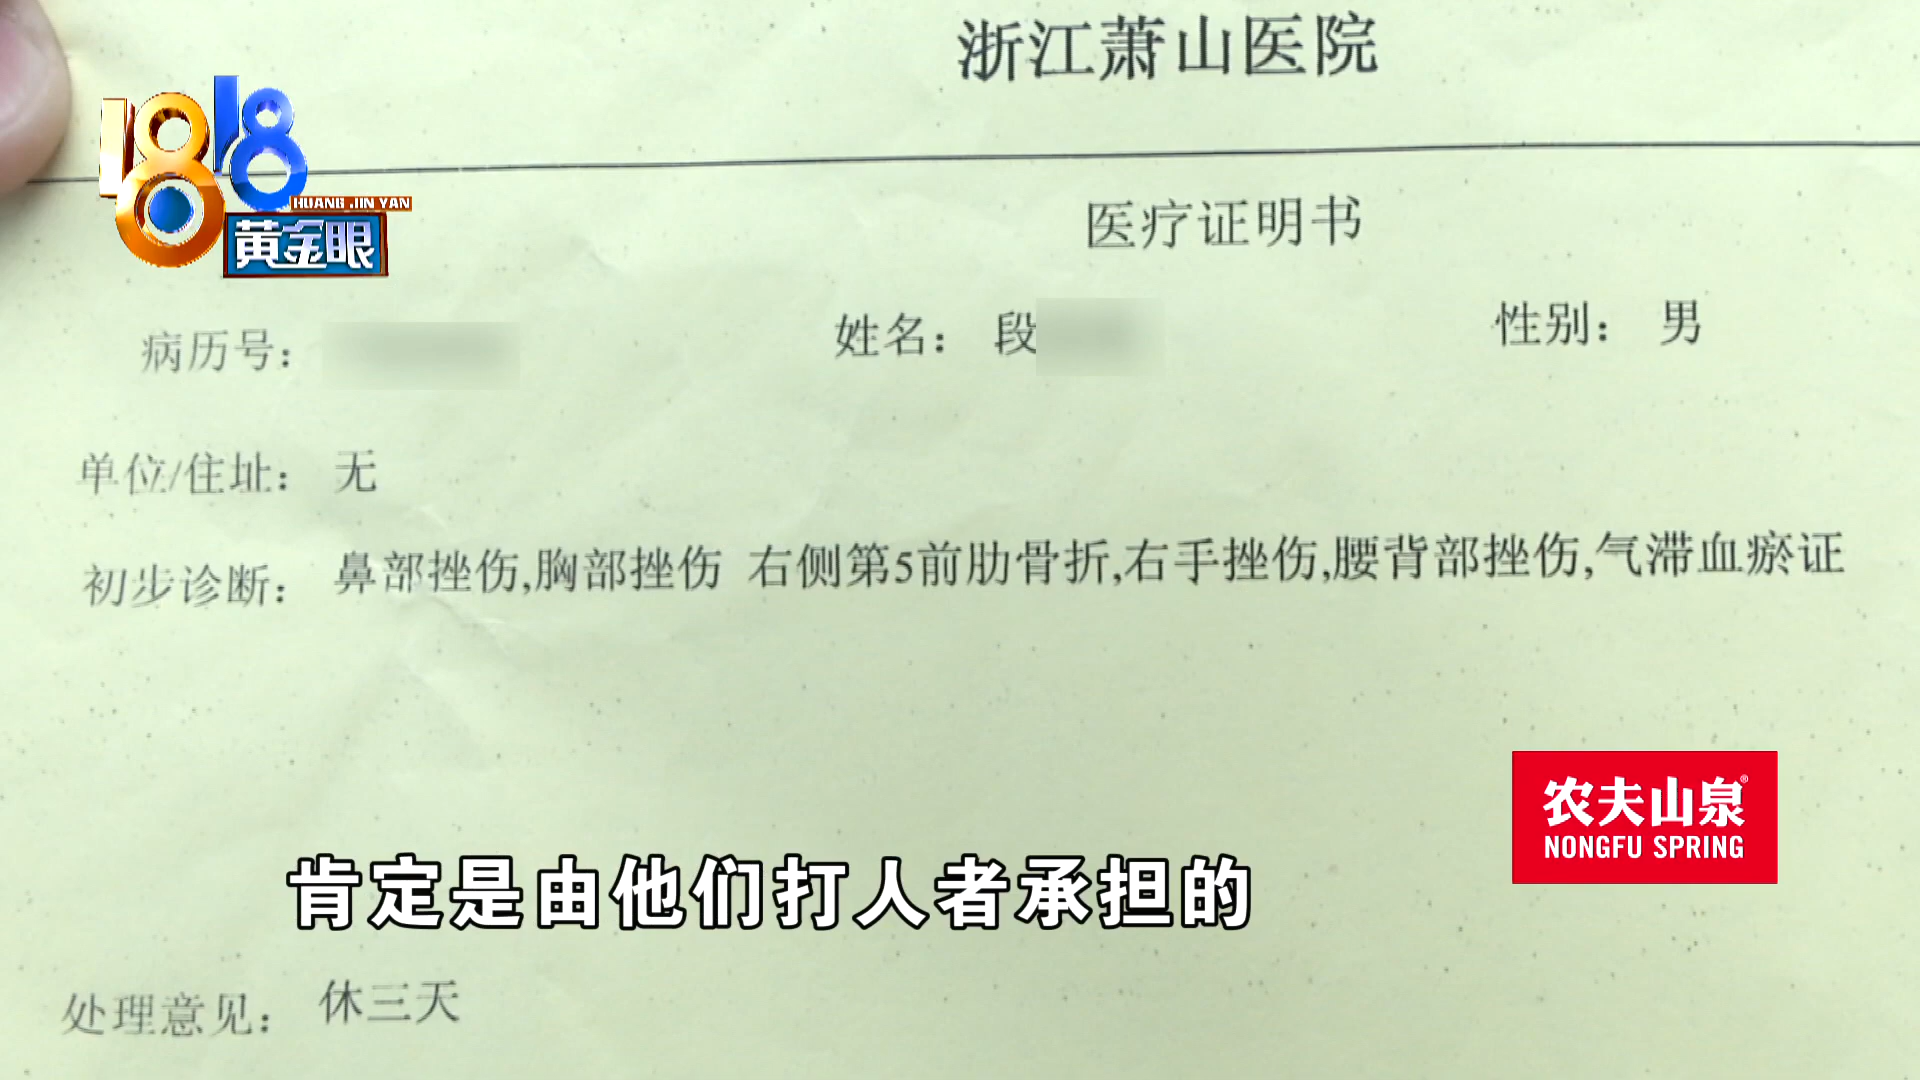 浙江萧山医院
1818
HUANG JIN YAN
黄金眼
医疗证明书
病历号：
姓名： 段
性别： 男
单位/住址： 无
初步诊断： 鼻部挫伤,胸部挫伤 右侧第5前肋骨折,右手挫伤,腰背部挫伤,气滞血瘀证
农夫山泉®
NONGFU SPRING
肯定是由他们打人者承担的
处理意见： 休三天